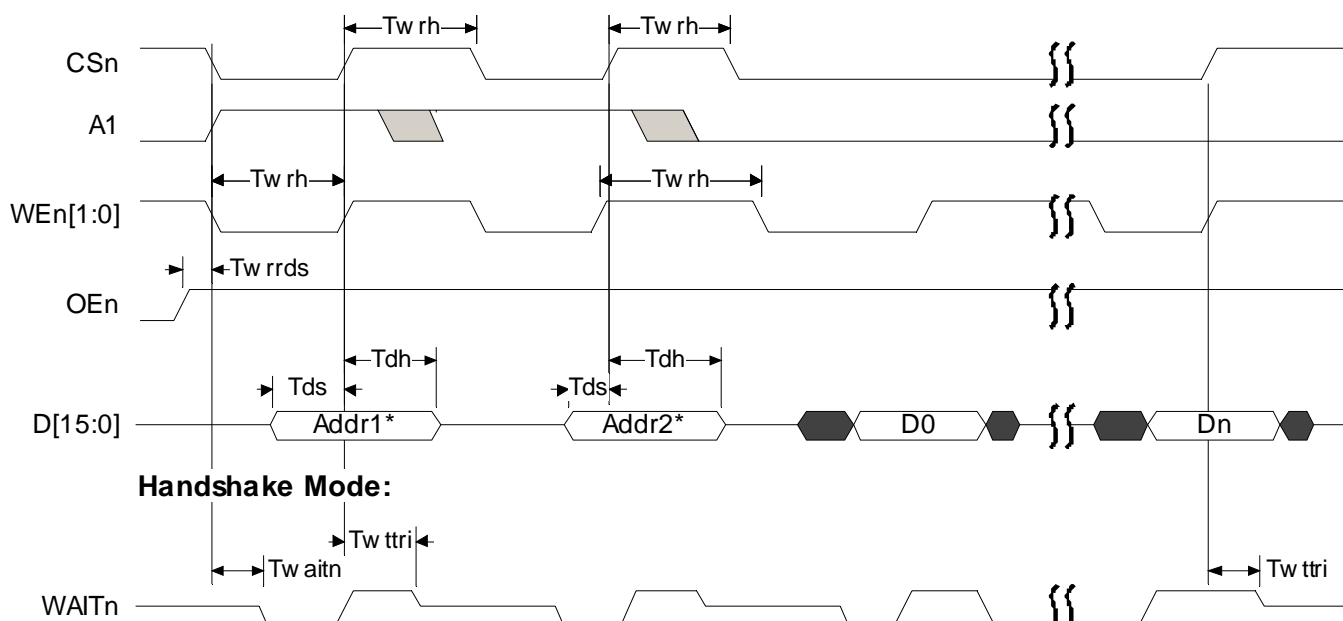 Tw rh Tw rh
CSn
A1
Tw rh Tw rh
WEn[1:0]
Tw rrds
OEn
Tdh Tdh
Tds Tds
D[15:0] Addr1* Addr2* D0 Dn
Handshake Mode:
Tw ttri
Tw aitn Tw ttri
WAITn